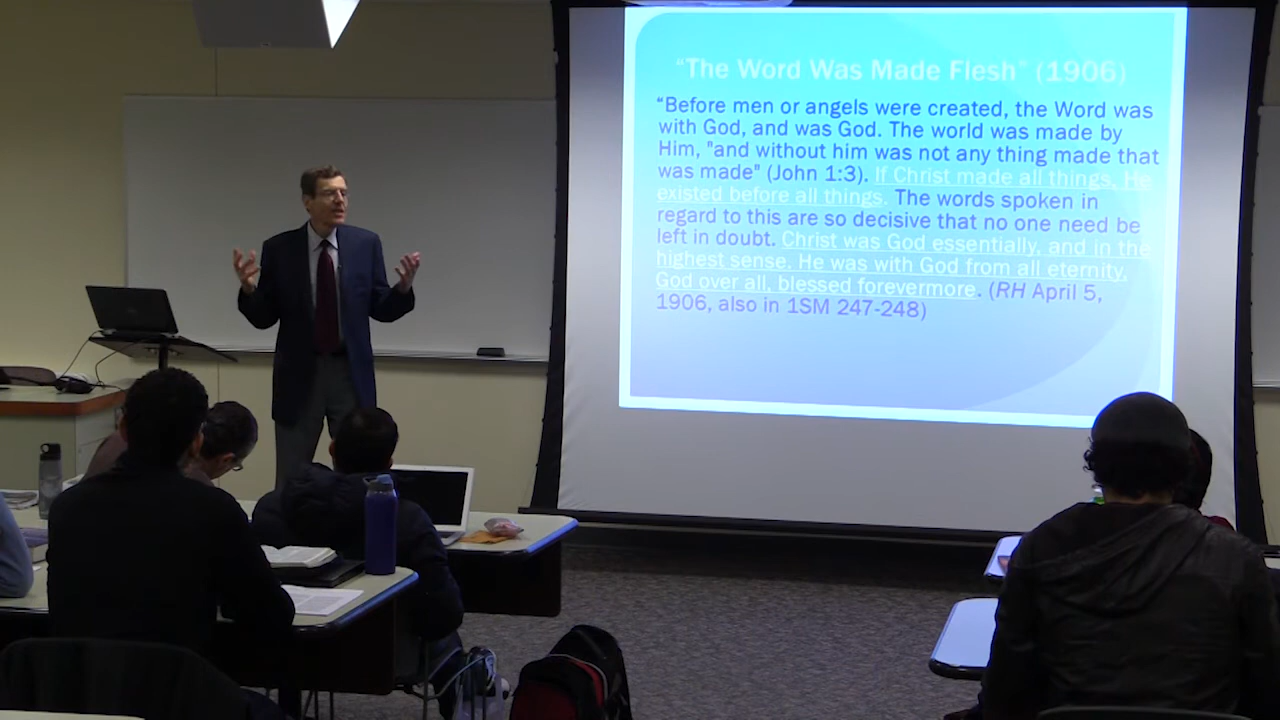 “The Word Was Made Flesh” (1906)
“Before men or angels were created, the Word was
with God, and was God. The world was made by
Him, "and without him was not any thing made that
was made" (John 1:3). If Christ made all things, He
existed before all things. The words spoken in
regard to this are so decisive that no one need be
left in doubt. Christ was God essentially, and in the
highest sense. He was with God from all eternity,
God over all, blessed forevermore. (RH April 5,
1906, also in 1SM 247-248)